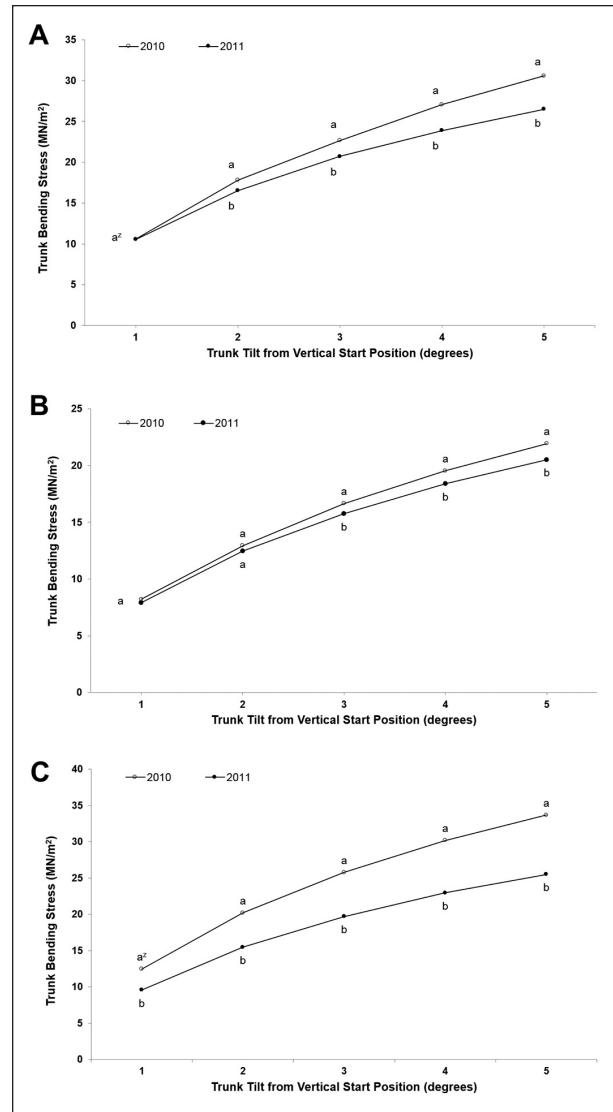 A
35
2010 2011
a
30
a
25
a
b
20
a
b
b
15
b
10
aᶻ
5
0
1 2 3 4 5
Trunk Bending Stress (MN/m²)
Trunk Tilt from Vertical Start Position (degrees)
B
25
2010 2011
a
20
a
b
a
b
15
a
b
10
a
a
5
0
1 2 3 4 5
Trunk Bending Stress (MN/m²)
Trunk Tilt from Vertical Start Position (degrees)
C
40
2010 2011
35
a
30
a
25
a
b
20
a
b
15
b
aᶻ
b
10
b
5
0
1 2 3 4 5
Trunk Bending Stress (MN/m²)
Trunk Tilt from Vertical Start Position (degrees)